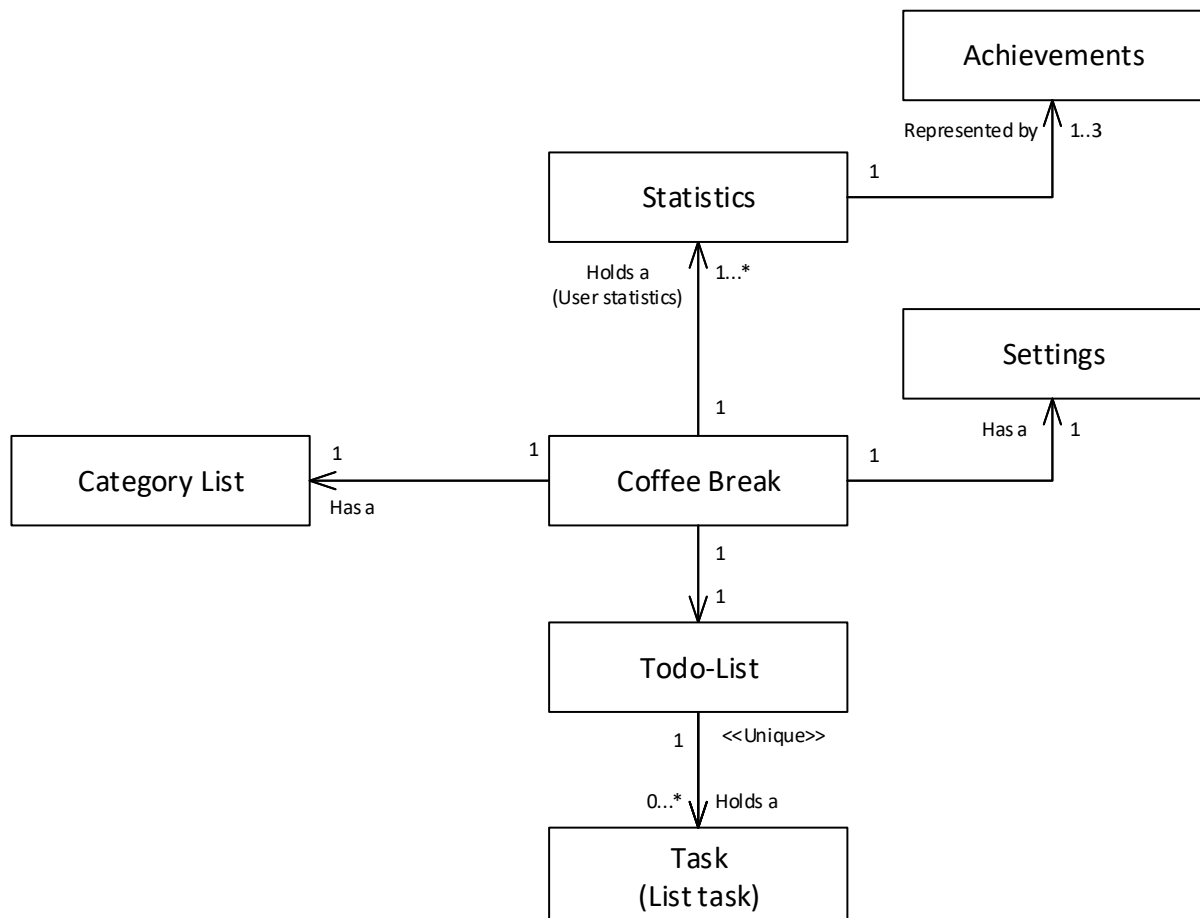 Achievements
Represented by
1..3
Statistics
1
Holds a
(User statistics)
1...*
Settings
Has a
1
1
Category List
1
Has a
1
Coffee Break
1
1
1
Todo-List
1
<<Unique>>
0...*
Holds a
Task
(List task)